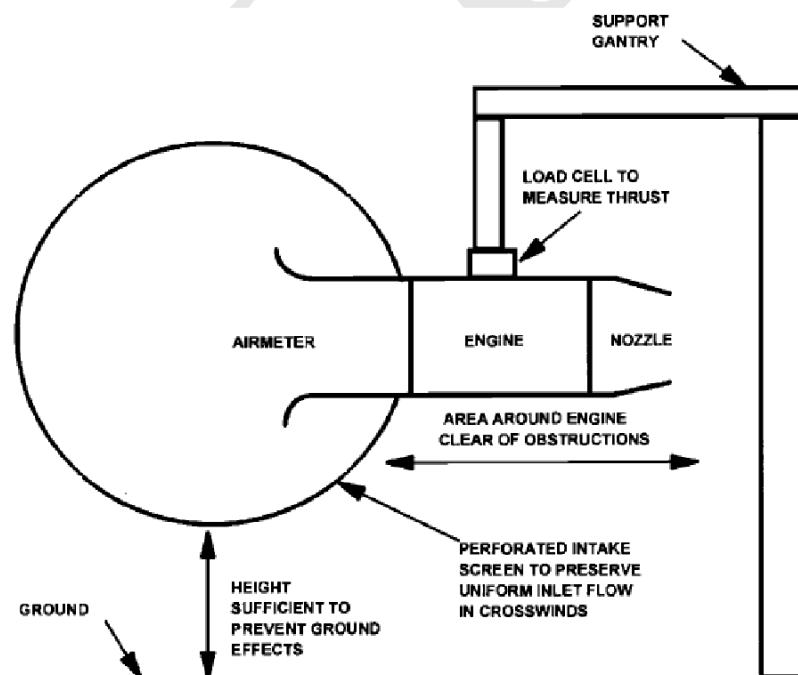 SUPPORT
GANTRY
LOAD CELL TO
MEASURE THRUST
AIRMETER
ENGINE
NOZZLE
AREA AROUND ENGINE
CLEAR OF OBSTRUCTIONS
PERFORATED INTAKE
SCREEN TO PRESERVE
UNIFORM INLET FLOW
IN CROSSWINDS
HEIGHT
SUFFICIENT TO
PREVENT GROUND
EFFECTS
GROUND